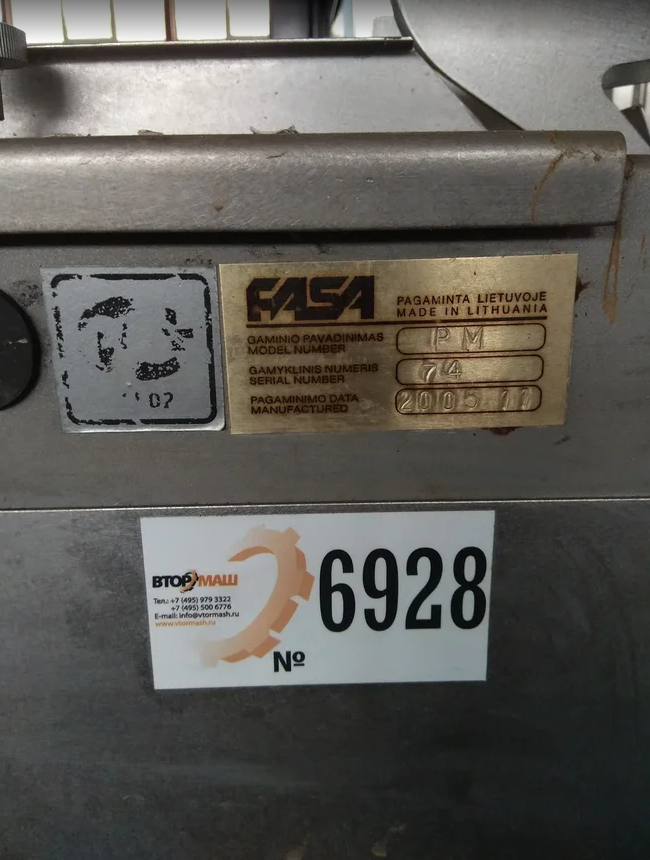 FASA
PAGAMINTA LIETUVOJE
MADE IN LITHUANIA
GAMINIO PAVADINIMAS
MODEL NUMBER
PM
GAMYKLINIS NUMERIS
SERIAL NUMBER
74
PAGAMINIMO DATA
MANUFACTURED
2005 11
02
ВТОРМАШ
Тел.: +7 (495) 979 3322
+7 (495) 500 6776
E-mail: info@vtormash.ru
www.vtormash.ru
№ 6928